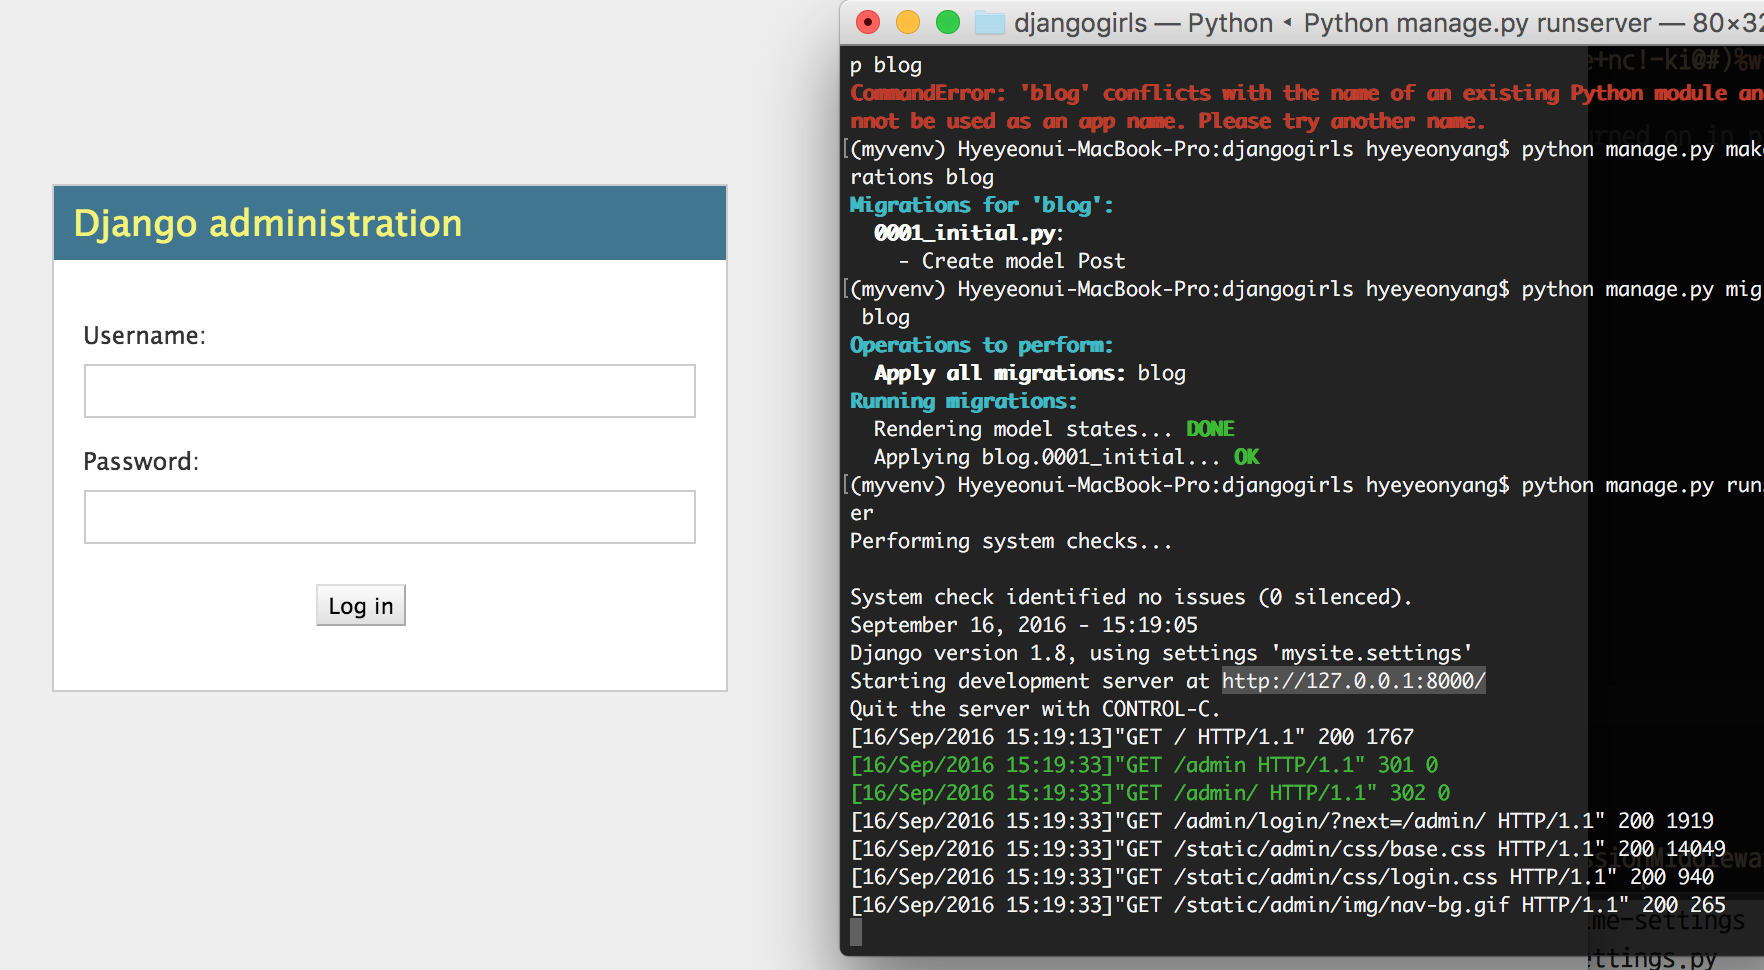 Django administration
Username:
Password:
Log in
djangogirls — Python ◂ Python manage.py runserver — 80×32
p blog
CommandError: 'blog' conflicts with the name of an existing Python module an
nnot be used as an app name. Please try another name.
[(myvenv) Hyeyeonui-MacBook-Pro:djangogirls hyeyeonyang$ python manage.py mak
rations blog
Migrations for 'blog':
0001_initial.py:
- Create model Post
[(myvenv) Hyeyeonui-MacBook-Pro:djangogirls hyeyeonyang$ python manage.py mig
blog
Operations to perform:
Apply all migrations: blog
Running migrations:
Rendering model states... DONE
Applying blog.0001_initial... OK
[(myvenv) Hyeyeonui-MacBook-Pro:djangogirls hyeyeonyang$ python manage.py run
er
Performing system checks...
System check identified no issues (0 silenced).
September 16, 2016 - 15:19:05
Django version 1.8, using settings 'mysite.settings'
Starting development server at http://127.0.0.1:8000/
Quit the server with CONTROL-C.
[16/Sep/2016 15:19:13]"GET / HTTP/1.1" 200 1767
[16/Sep/2016 15:19:33]"GET /admin HTTP/1.1" 301 0
[16/Sep/2016 15:19:33]"GET /admin/ HTTP/1.1" 302 0
[16/Sep/2016 15:19:33]"GET /admin/login/?next=/admin/ HTTP/1.1" 200 1919
[16/Sep/2016 15:19:33]"GET /static/admin/css/base.css HTTP/1.1" 200 14049
[16/Sep/2016 15:19:33]"GET /static/admin/css/login.css HTTP/1.1" 200 940
[16/Sep/2016 15:19:33]"GET /static/admin/img/nav-bg.gif HTTP/1.1" 200 265
me-settings
ettings.py